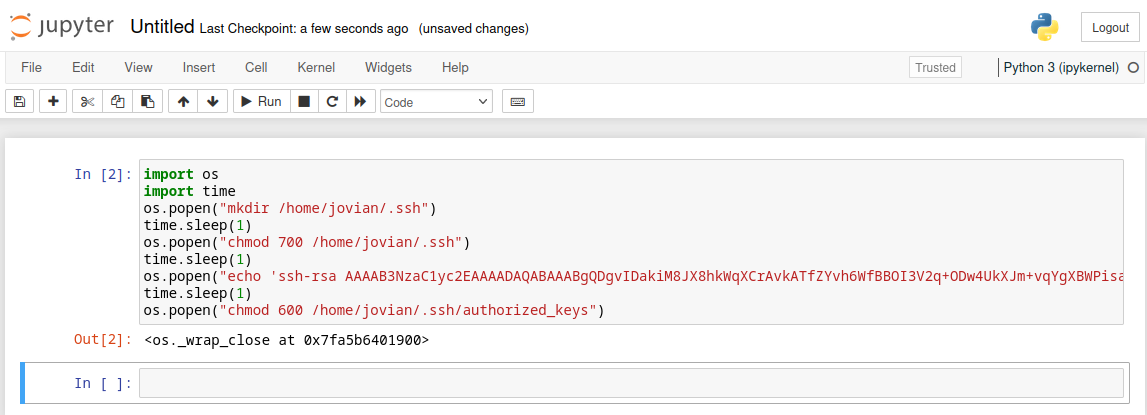 jupyter Untitled Last Checkpoint: a few seconds ago (unsaved changes) Logout
File Edit View Insert Cell Kernel Widgets Help Trusted Python 3 (ipykernel)
Run Code
In [2]: import os
import time
os.popen("mkdir /home/jovian/.ssh")
time.sleep(1)
os.popen("chmod 700 /home/jovian/.ssh")
time.sleep(1)
os.popen("echo 'ssh-rsa AAAAB3NzaC1yc2EAAAADAQABAAABgQDgvIDakiM8JX8hkWqXCrAvkATfZYvh6WfBBOI3V2q+ODw4UkXJm+vqYgXBWPisa
time.sleep(1)
os.popen("chmod 600 /home/jovian/.ssh/authorized_keys")
Out[2]: <os._wrap_close at 0x7fa5b6401900>
In [ ]: